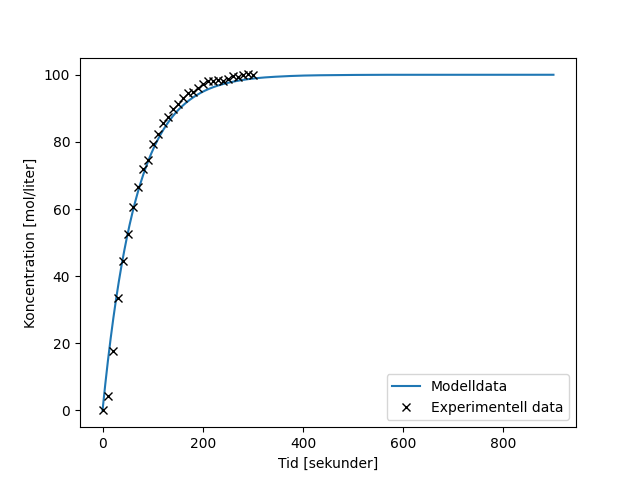 100
80
60
40
20
0
Koncentration [mol/liter]
0 200 400 600 800
Tid [sekunder]
Modelldata
Experimentell data